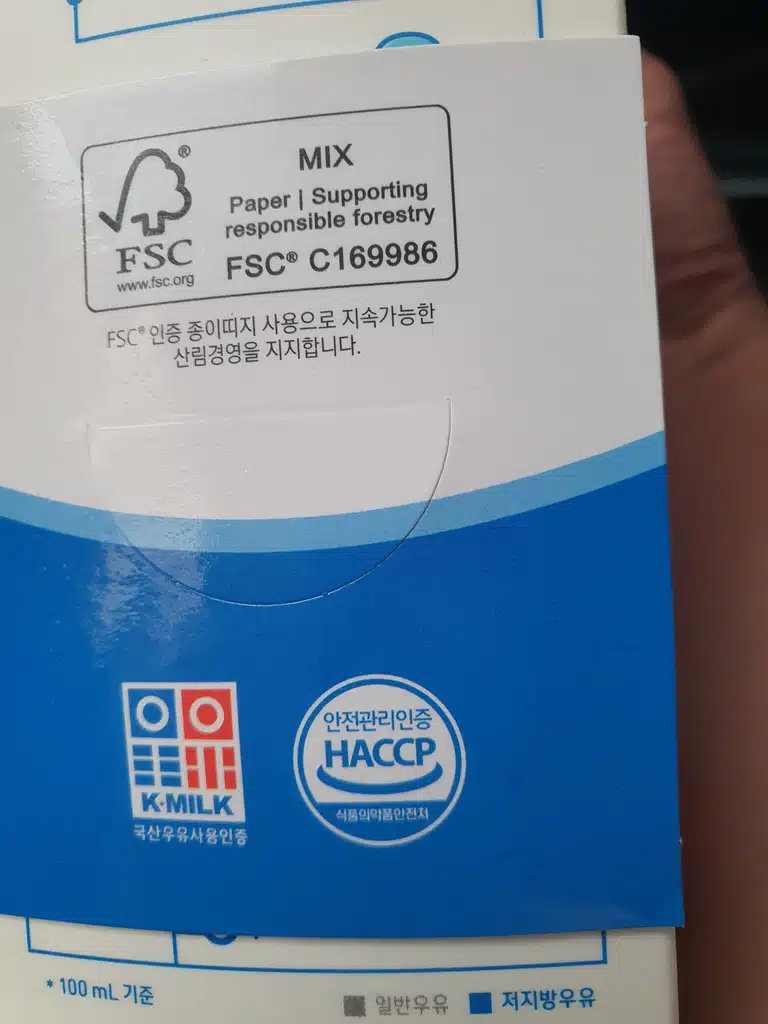 MIX
Paper | Supporting
responsible forestry
FSC® C169986
FSC
www.fsc.org
FSC® 인증 종이띠지 사용으로 지속가능한
산림경영을 지지합니다.
우유
K·MILK
국산우유사용인증
안전관리인증
HACCP
식품의약품안전처
* 100 mL 기준
일반우유
저지방우유